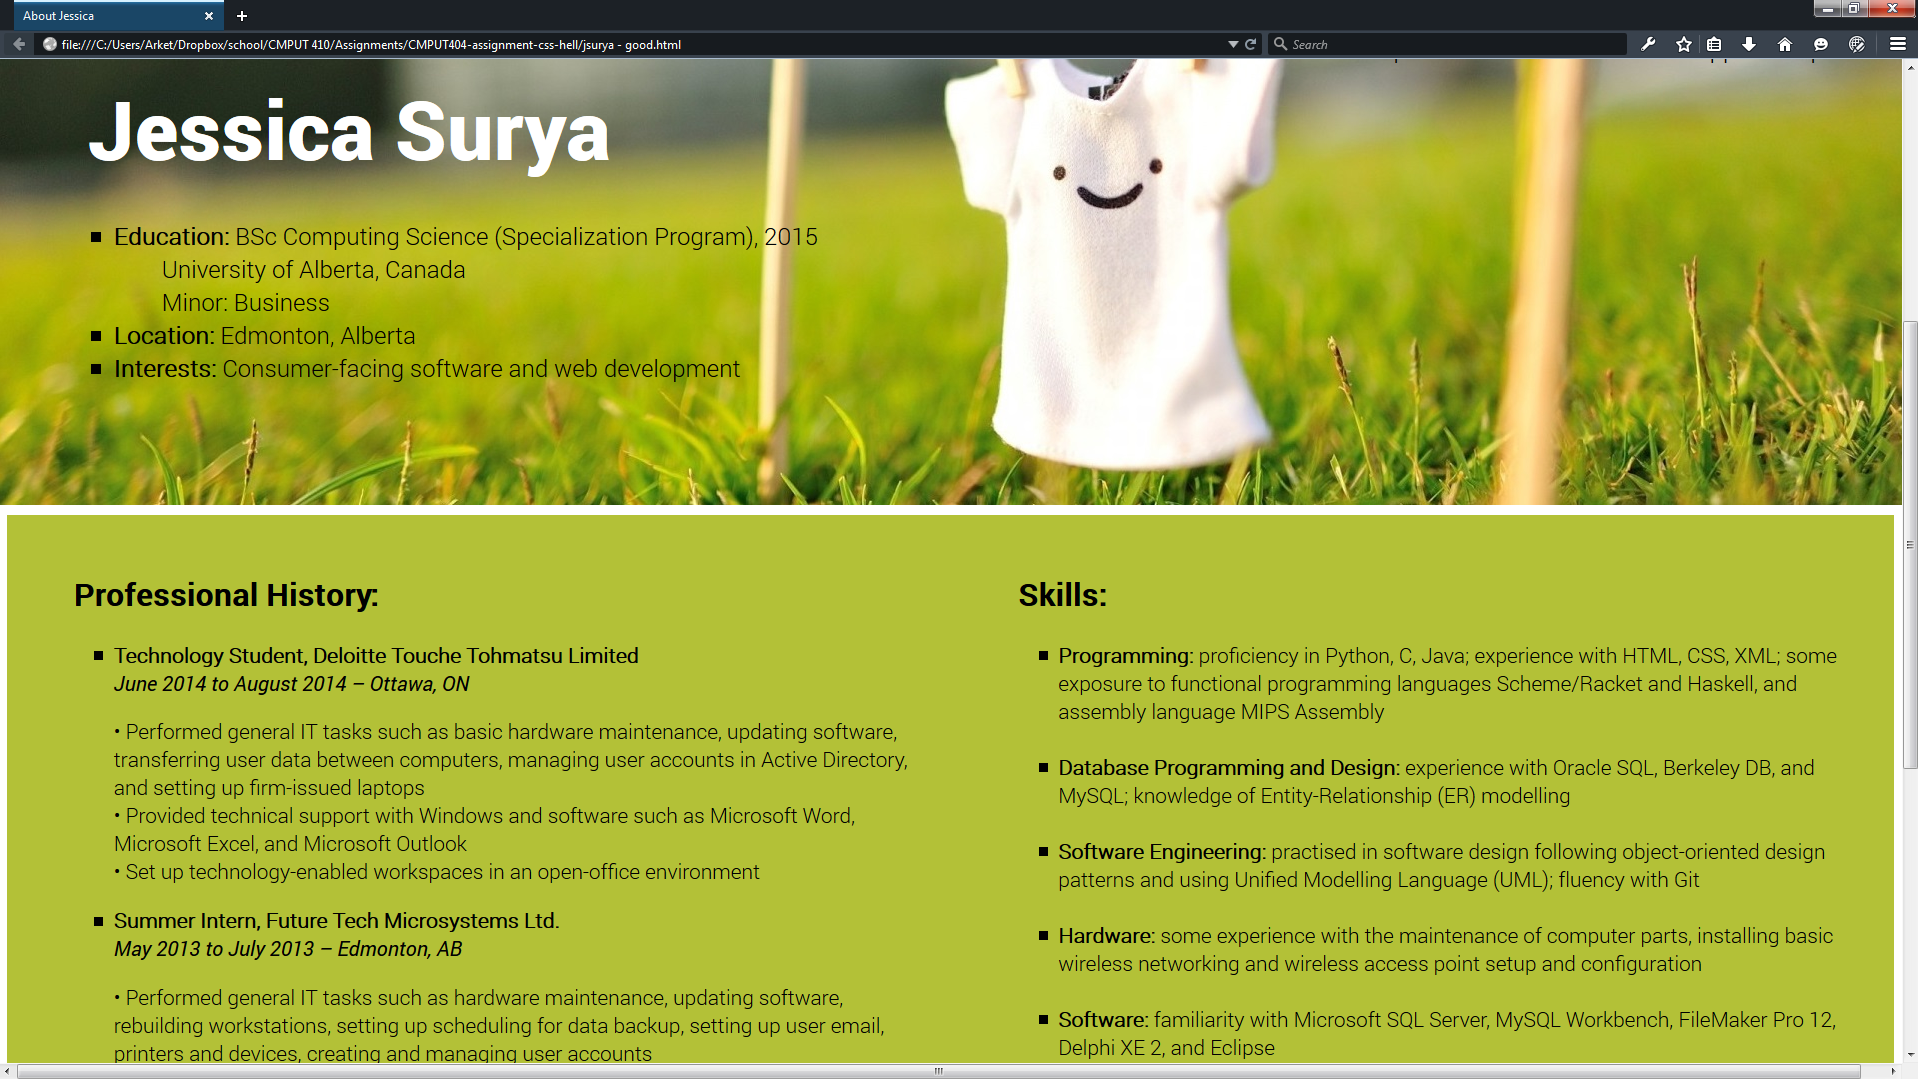 About Jessica
file:///C:/Users/Arket/Dropbox/school/CMPUT 410/Assignments/CMPUT404-assignment-css-hell/jsurya - good.html
Search
Jessica Surya
Education: BSc Computing Science (Specialization Program), 2015
University of Alberta, Canada
Minor: Business
Location: Edmonton, Alberta
Interests: Consumer-facing software and web development
Professional History:
Technology Student, Deloitte Touche Tohmatsu Limited
June 2014 to August 2014 – Ottawa, ON
• Performed general IT tasks such as basic hardware maintenance, updating software,
transferring user data between computers, managing user accounts in Active Directory,
and setting up firm-issued laptops
• Provided technical support with Windows and software such as Microsoft Word,
Microsoft Excel, and Microsoft Outlook
• Set up technology-enabled workspaces in an open-office environment
Summer Intern, Future Tech Microsystems Ltd.
May 2013 to July 2013 – Edmonton, AB
• Performed general IT tasks such as hardware maintenance, updating software,
rebuilding workstations, setting up scheduling for data backup, setting up user email,
printers and devices, creating and managing user accounts
Skills:
Programming: proficiency in Python, C, Java; experience with HTML, CSS, XML; some
exposure to functional programming languages Scheme/Racket and Haskell, and
assembly language MIPS Assembly
Database Programming and Design: experience with Oracle SQL, Berkeley DB, and
MySQL; knowledge of Entity-Relationship (ER) modelling
Software Engineering: practised in software design following object-oriented design
patterns and using Unified Modelling Language (UML); fluency with Git
Hardware: some experience with the maintenance of computer parts, installing basic
wireless networking and wireless access point setup and configuration
Software: familiarity with Microsoft SQL Server, MySQL Workbench, FileMaker Pro 12,
Delphi XE 2, and Eclipse